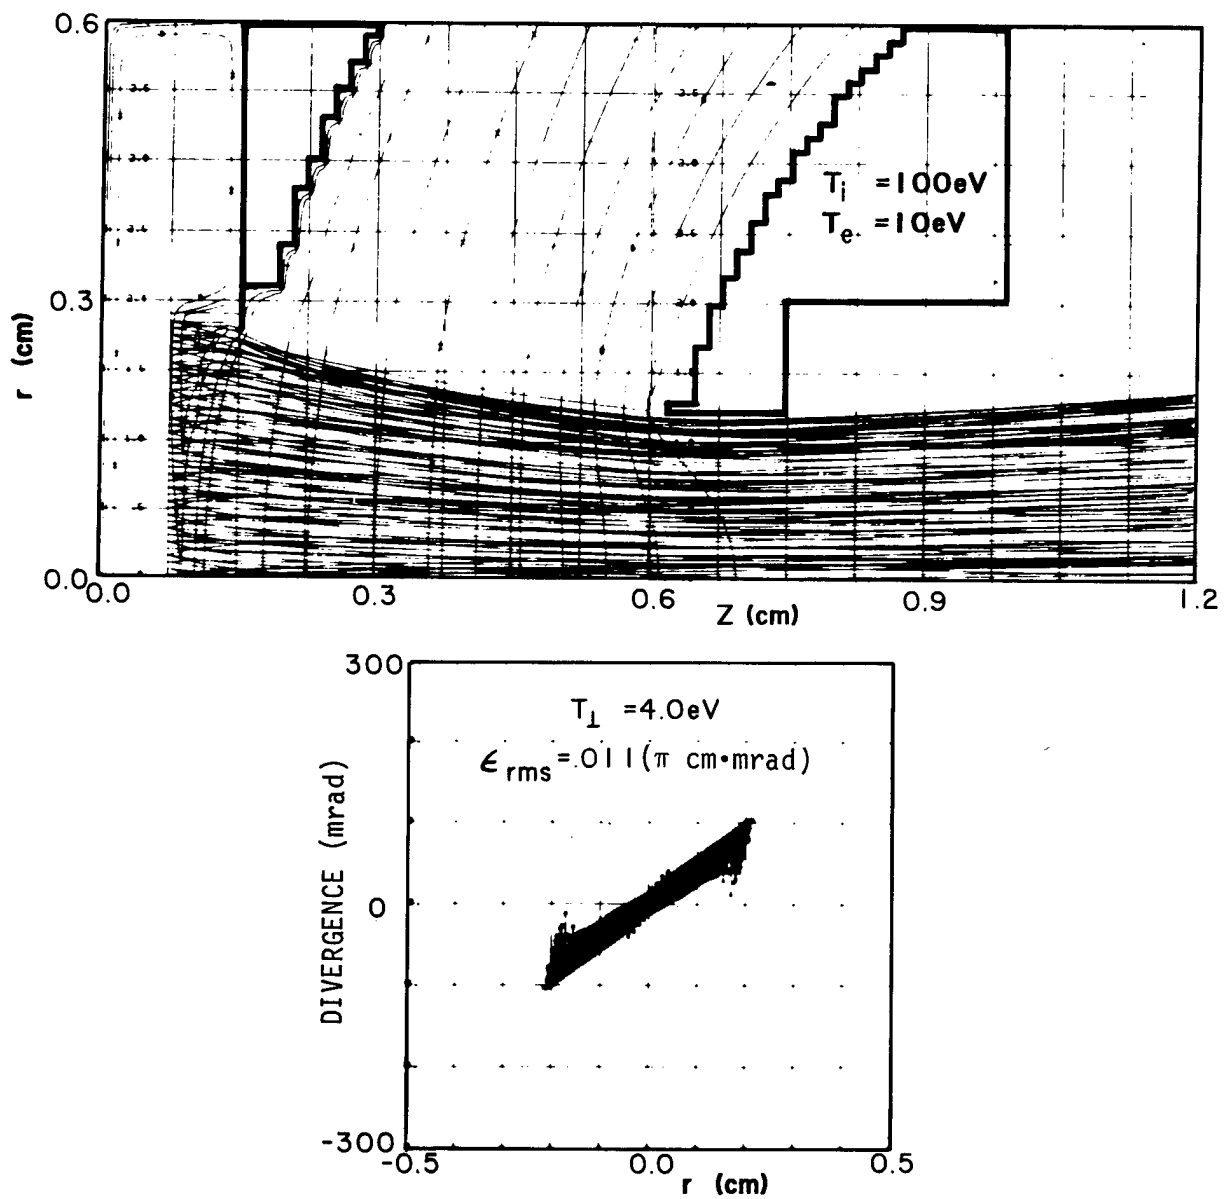 0.6
T_i =100eV
T_e =10eV
0.3
r (cm)
0.0
0.0 0.3 0.6 0.9 1.2
Z (cm)
300
T_⊥ =4.0eV
ϵ_rms=.011(π cm•mrad)
DIVERGENCE (mrad)
0
-300
-0.5 0.0 0.5
r (cm)